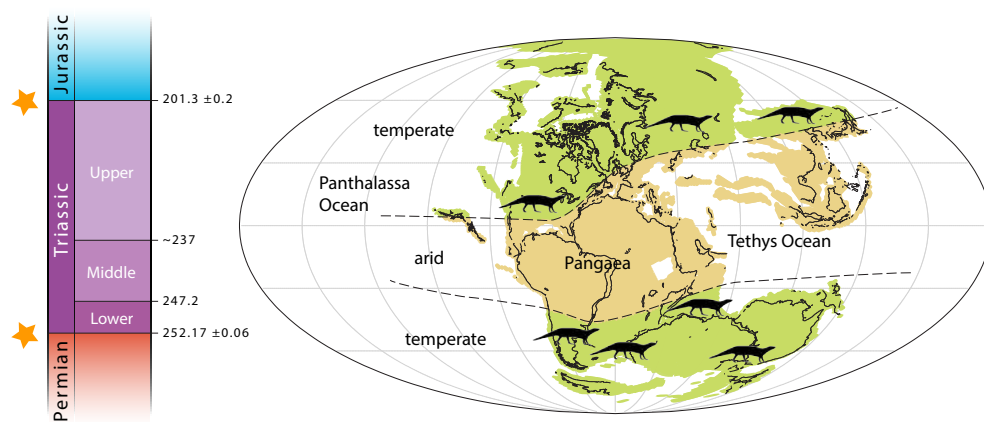 Jurassic
201.3 ±0.2
Triassic
Upper
~237
Middle
247.2
Lower
252.17 ±0.06
Permian
temperate
Panthalassa
Ocean
arid
Pangaea
Tethys Ocean
temperate